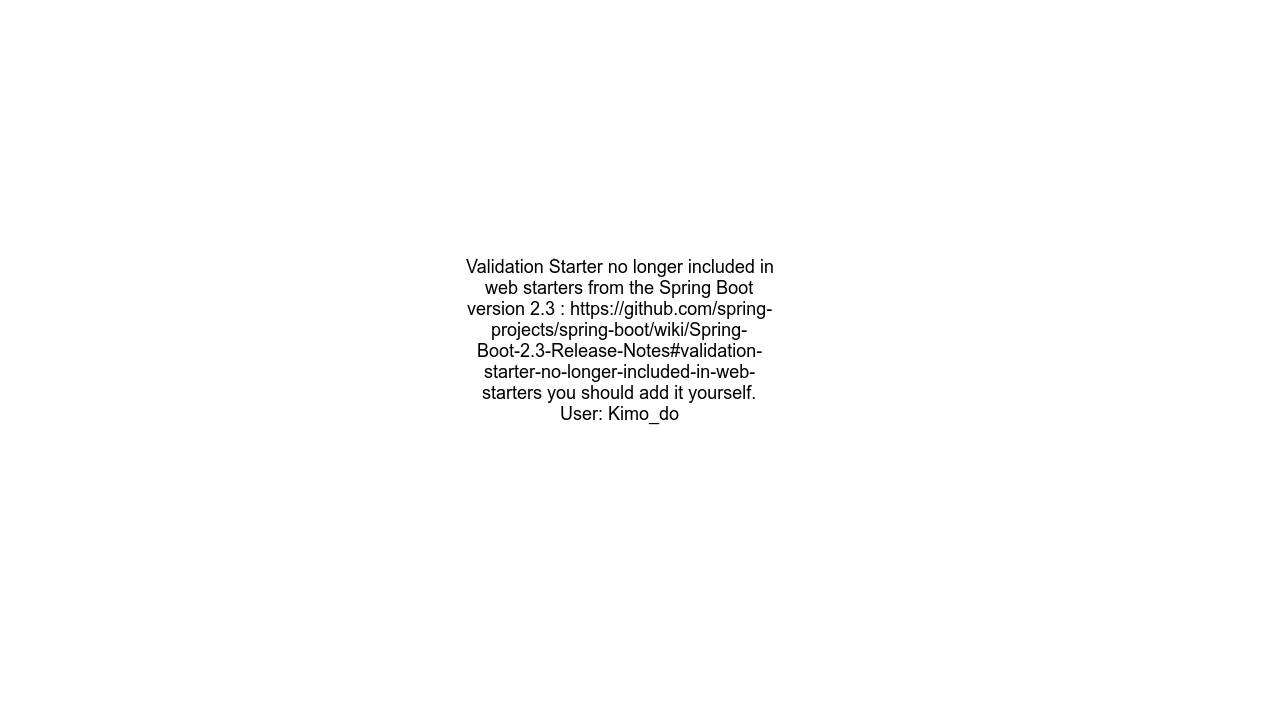 Validation Starter no longer included in
web starters from the Spring Boot
version 2.3 : https://github.com/spring-
projects/spring-boot/wiki/Spring-
Boot-2.3-Release-Notes#validation-
starter-no-longer-included-in-web-
starters you should add it yourself.
User: Kimo_do